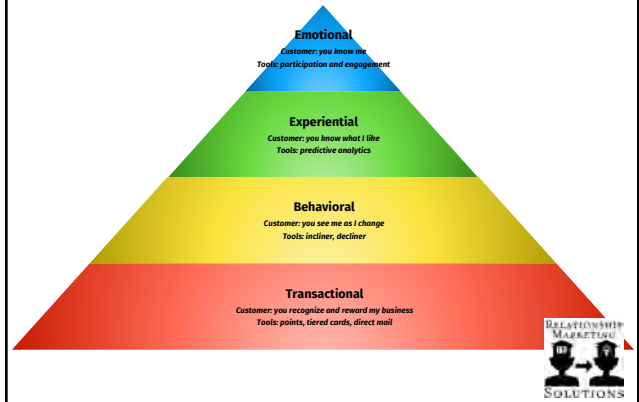 Emotional
Customer: you know me
Tools: participation and engagement
Experiential
Customer: you know what I like
Tools: predictive analytics
Behavioral
Customer: you see me as I change
Tools: incliner, decliner
Transactional
Customer: you recognize and reward my business
Tools: points, tiered cards, direct mail
RELATIONSHIP
MARKETING
SOLUTIONS